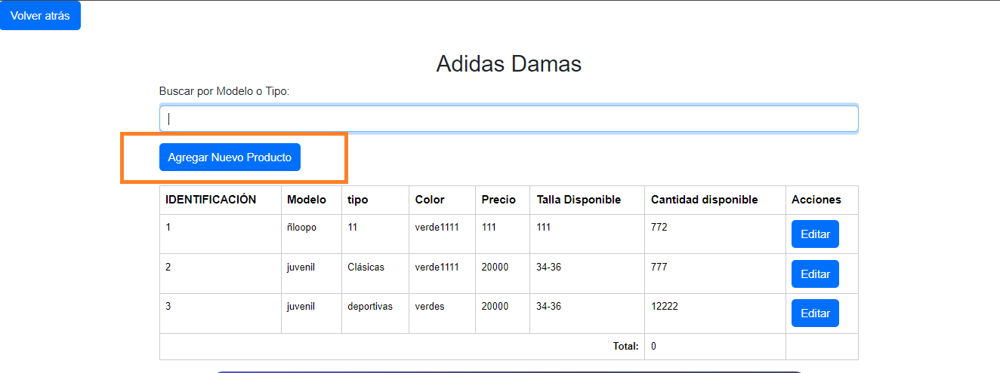 Volver atrás
Adidas Damas
Buscar por Modelo o Tipo:
Agregar Nuevo Producto
IDENTIFICACIÓN Modelo tipo Color Precio Talla Disponible Cantidad disponible Acciones
1 ñloopo 11 verde1111 111 111 772 Editar
2 juvenil Clásicas verde1111 20000 34-36 777 Editar
3 juvenil deportivas verdes 20000 34-36 12222 Editar
Total: 0